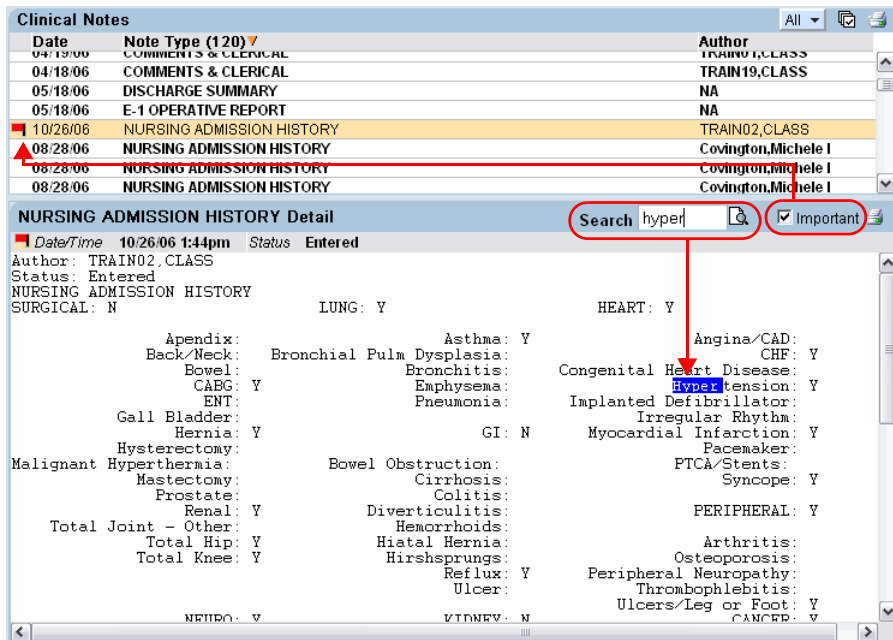 Clinical Notes All
Date Note Type (120) Author
04/19/06 COMMENTS & CLERICAL TRAIN01,CLASS
04/18/06 COMMENTS & CLERICAL TRAIN19,CLASS
05/18/06 DISCHARGE SUMMARY NA
05/18/06 E-1 OPERATIVE REPORT NA
10/26/06 NURSING ADMISSION HISTORY TRAIN02,CLASS
08/28/06 NURSING ADMISSION HISTORY Covington,Michele I
08/28/06 NURSING ADMISSION HISTORY Covington,Michele I
08/28/06 NURSING ADMISSION HISTORY Covington,Michele I
NURSING ADMISSION HISTORY Detail Search hyper Important
Date/Time 10/26/06 1:44pm Status Entered
Author: TRAIN02,CLASS
Status: Entered
NURSING ADMISSION HISTORY
SURGICAL: N LUNG: Y HEART: Y
Apendix: Asthma: Y Angina/CAD:
Back/Neck: Bronchial Pulm Dysplasia: CHF: Y
Bowel: Bronchitis: Congenital Heart Disease:
CABG: Y Emphysema: Hypertension: Y
ENT: Pneumonia: Implanted Defibrillator:
Gall Bladder: Irregular Rhythm:
Hernia: Y GI: N Myocardial Infarction: Y
Hysterectomy: Pacemaker:
Malignant Hyperthermia: Bowel Obstruction: PTCA/Stents:
Mastectomy: Cirrhosis: Syncope: Y
Prostate: Colitis:
Renal: Y Diverticulitis: PERIPHERAL: Y
Total Joint - Other: Hemorrhoids:
Total Hip: Y Hiatal Hernia: Arthritis:
Total Knee: Y Hirshsprungs: Osteoporosis:
Reflux: Y Peripheral Neuropathy:
Ulcer: Thrombophlebitis:
Ulcers/Leg or Foot: Y
NEURO: Y KIDNEY: N CANCER: Y